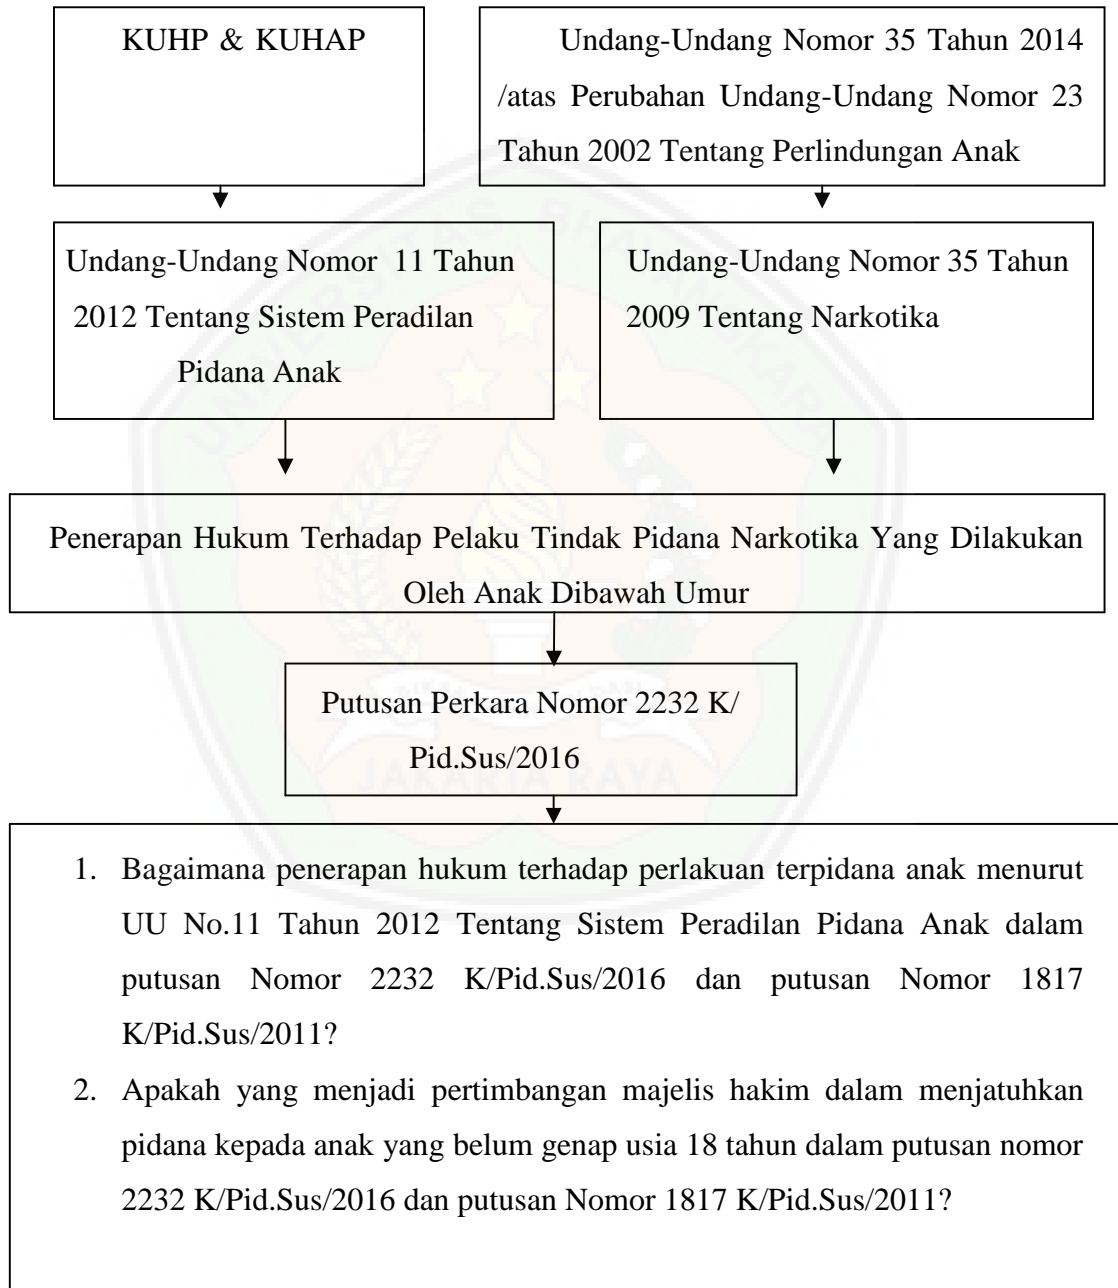 KUHP & KUHAP
Undang-Undang Nomor 35 Tahun 2014
/atas Perubahan Undang-Undang Nomor 23
Tahun 2002 Tentang Perlindungan Anak
Undang-Undang Nomor 11 Tahun
2012 Tentang Sistem Peradilan
Pidana Anak
Undang-Undang Nomor 35 Tahun
2009 Tentang Narkotika
Penerapan Hukum Terhadap Pelaku Tindak Pidana Narkotika Yang Dilakukan
Oleh Anak Dibawah Umur
Putusan Perkara Nomor 2232 K/
Pid.Sus/2016
1. Bagaimana penerapan hukum terhadap perlakuan terpidana anak menurut
UU No.11 Tahun 2012 Tentang Sistem Peradilan Pidana Anak dalam
putusan Nomor 2232 K/Pid.Sus/2016 dan putusan Nomor 1817
K/Pid.Sus/2011?
2. Apakah yang menjadi pertimbangan majelis hakim dalam menjatuhkan
pidana kepada anak yang belum genap usia 18 tahun dalam putusan nomor
2232 K/Pid.Sus/2016 dan putusan Nomor 1817 K/Pid.Sus/2011?
UNIVERSITAS BHAYANGKARA
JAKARTA RAYA